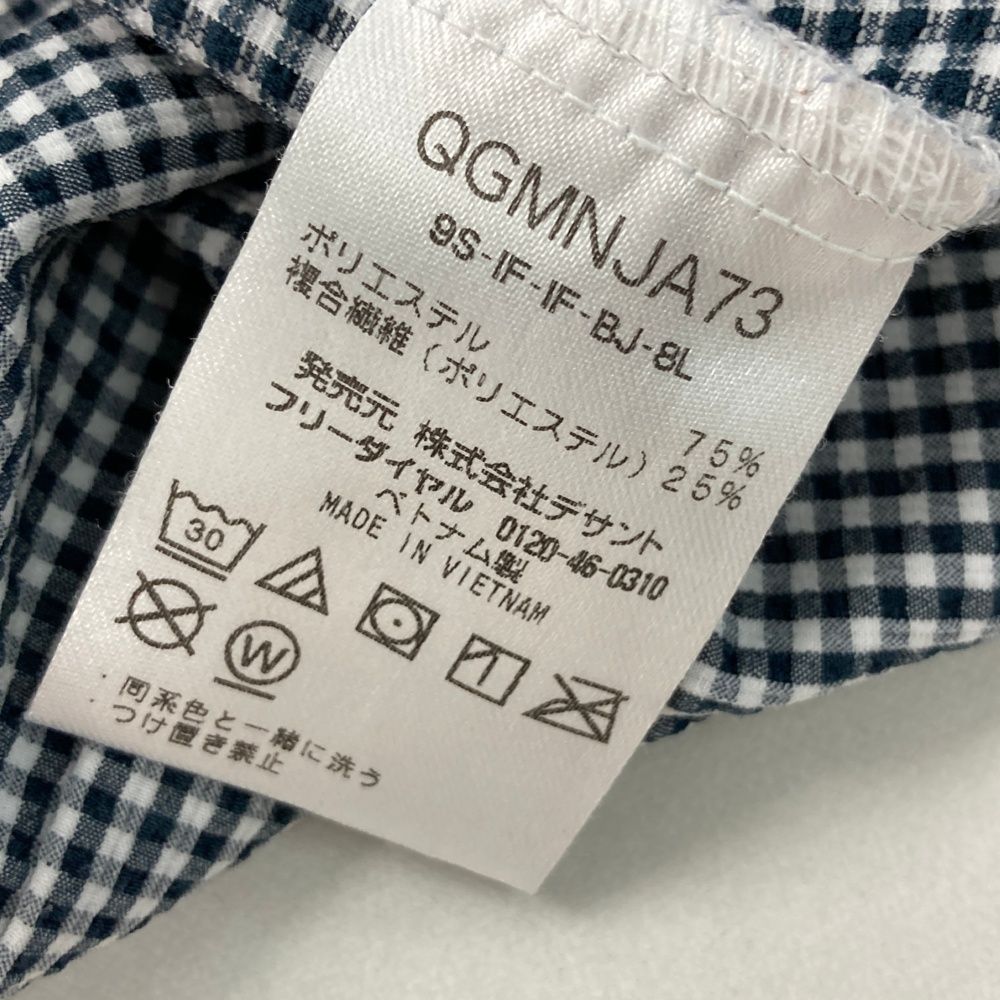 QGMNJA73
9S-IF-IF-BJ-8L
ポリエステル 75%
複合繊維(ポリエステル) 25%
発売元 株式会社デサント
フリーダイヤル 0120-46-0310
ベトナム製
MADE IN VIETNAM
30
W
・同系色と一緒に洗う
・つけ置き禁止